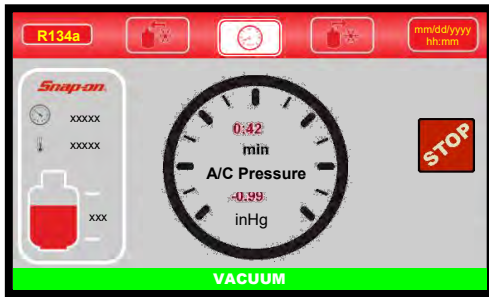 R134a
mm/dd/yyyy
hh:mm
Snap-on
xxxxx
xxxxx
xxx
0:42
min
A/C Pressure
-0.99
inHg
STOP
VACUUM